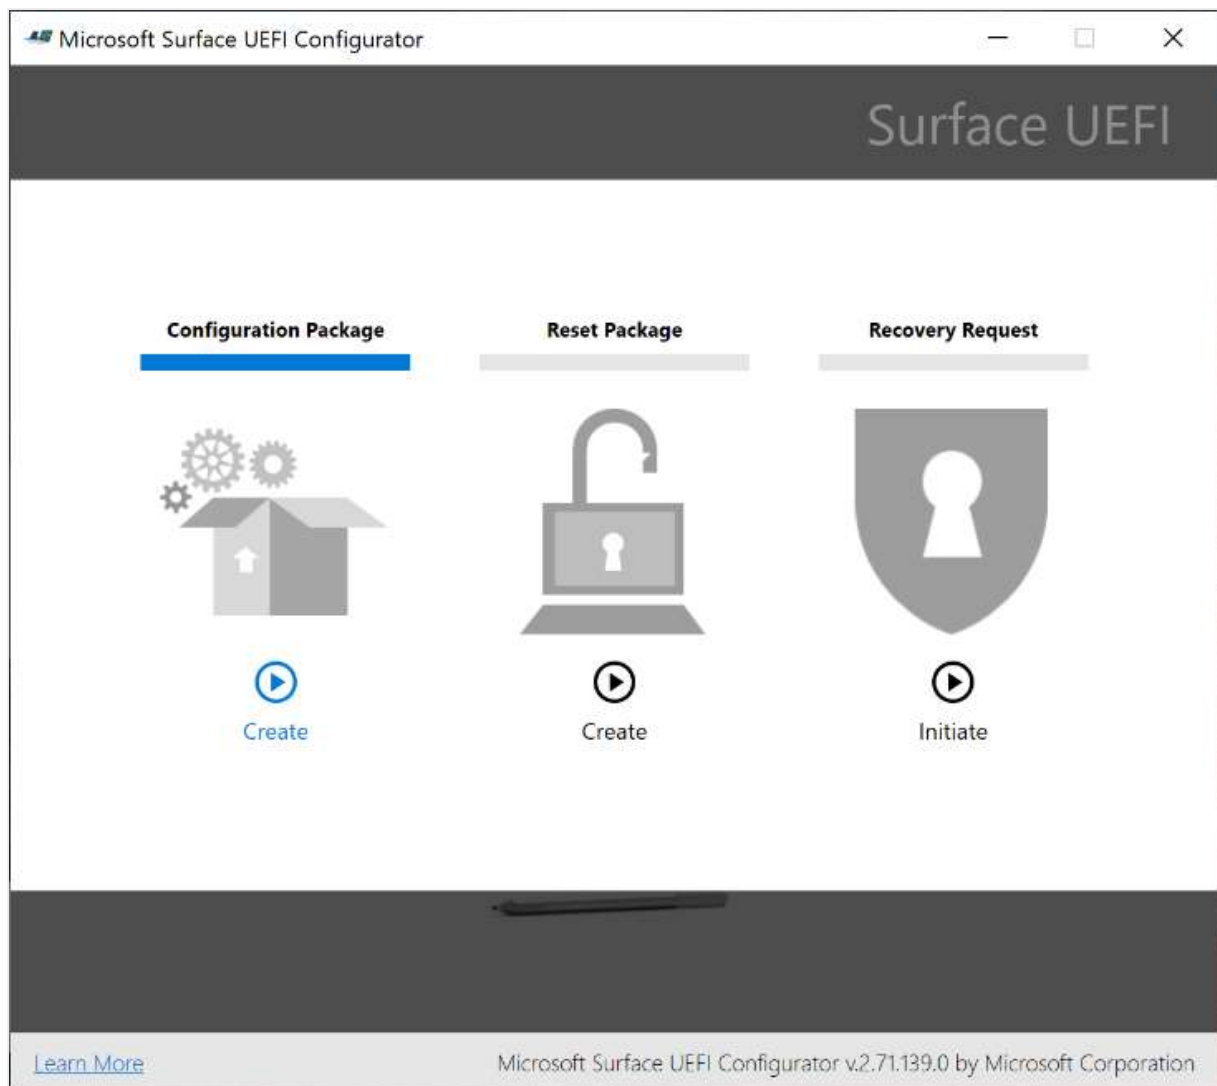 Microsoft Surface UEFI Configurator
Surface UEFI
Configuration Package
Reset Package
Recovery Request
Create
Create
Initiate
Learn More
Microsoft Surface UEFI Configurator v.2.71.139.0 by Microsoft Corporation